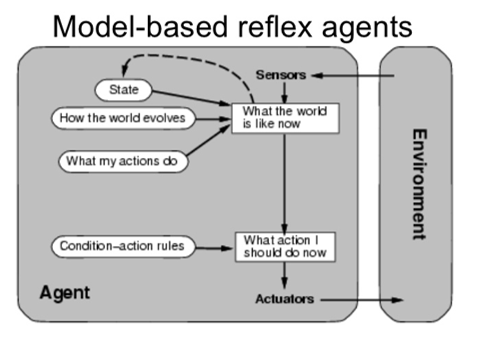 Model-based reflex agents
Sensors
State
What the world
is like now
How the world evolves
What my actions do
Environment
Condition–action rules
What action I
should do now
Agent
Actuators